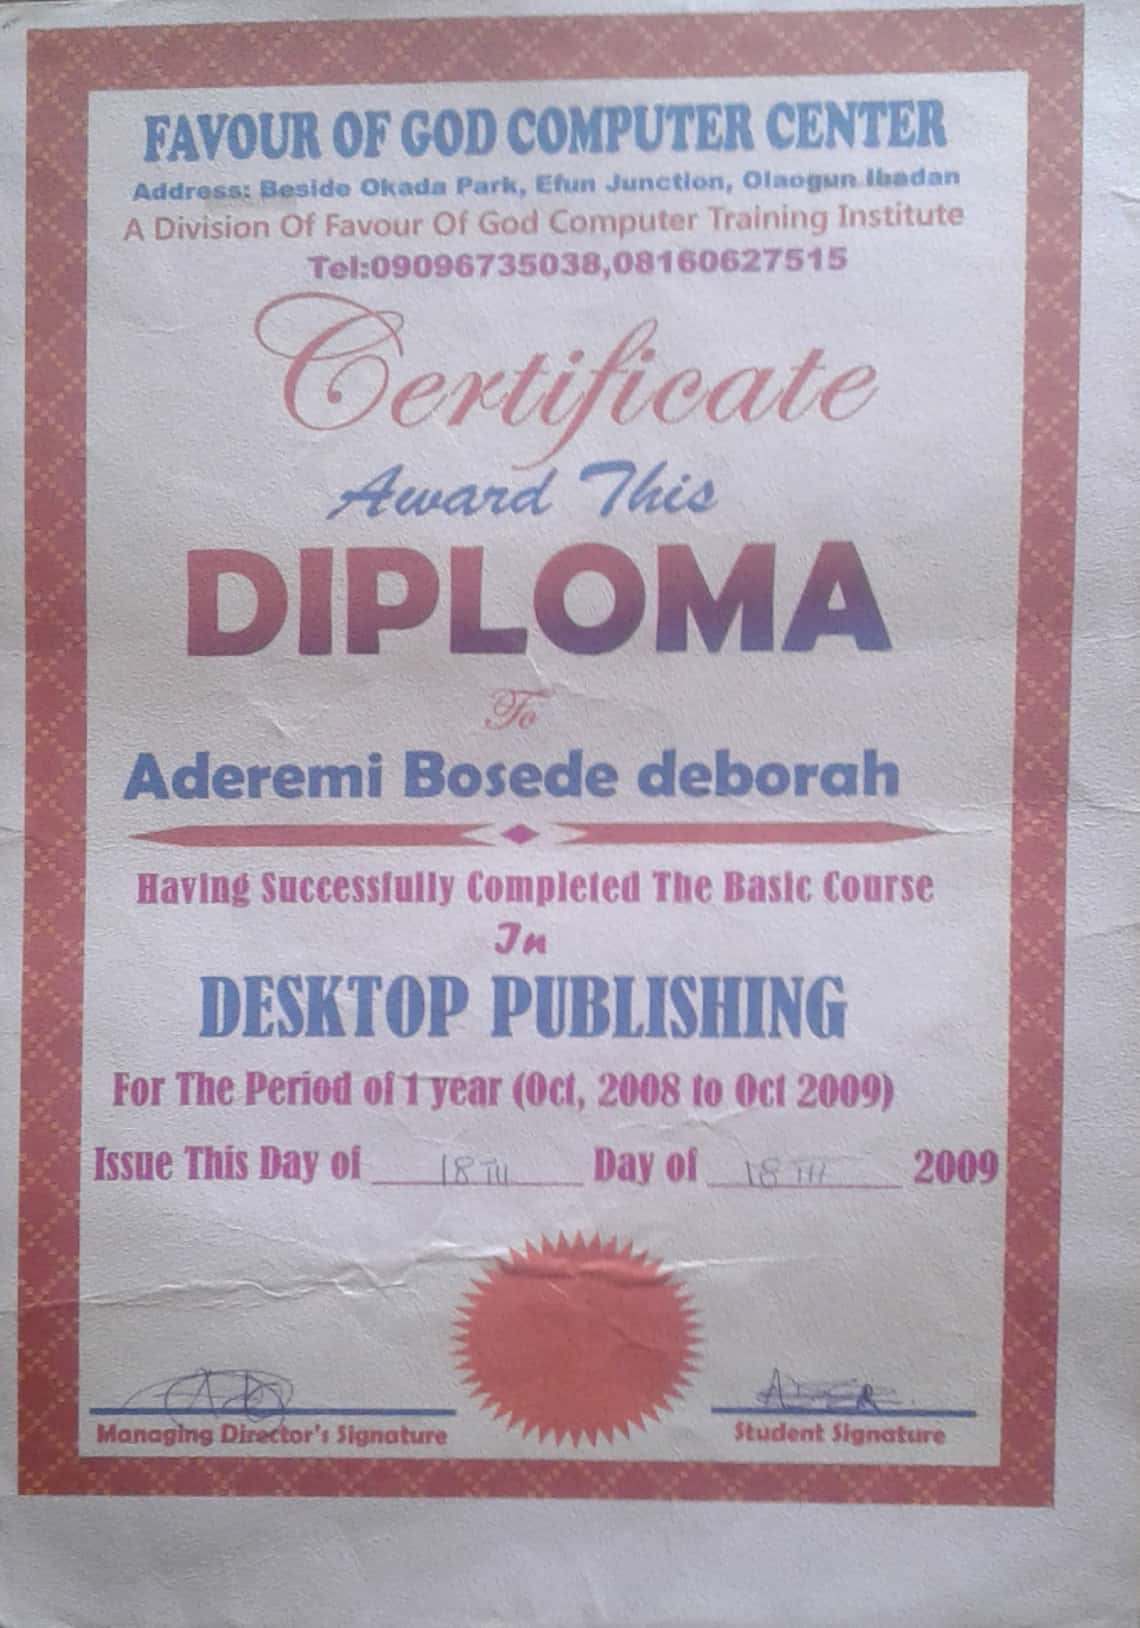 FAVOUR OF GOD COMPUTER CENTER
Address: Beside Okada Park, Efun Junction, Olaogun Ibadan
A Division Of Favour Of God Computer Training Institute
Tel:09096735038,08160627515
Certificate
Award This
DIPLOMA
To
Aderemi Bosede deborah
Having Successfully Completed The Basic Course
In
DESKTOP PUBLISHING
For The Period of 1 year (Oct, 2008 to Oct 2009)
Issue This Day of 18TH Day of 18TH 2009
Managing Director's Signature Student Signature